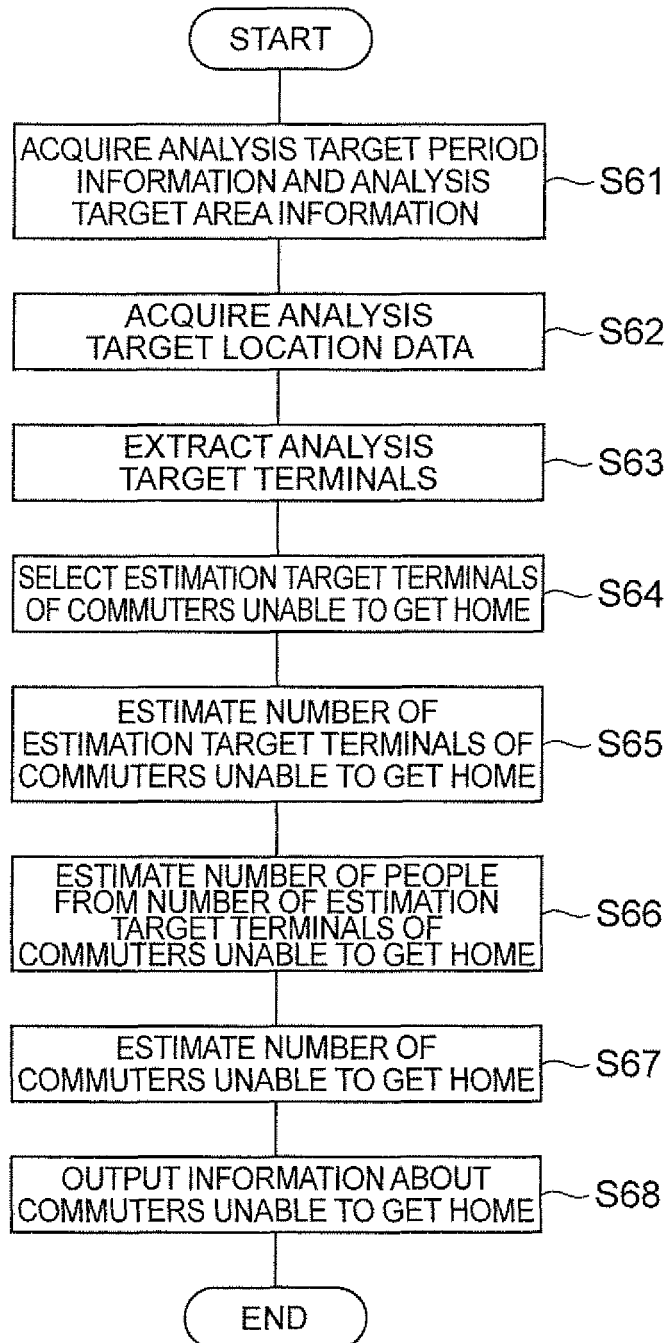 START
ACQUIRE ANALYSIS TARGET PERIOD
INFORMATION AND ANALYSIS
TARGET AREA INFORMATION
S61
ACQUIRE ANALYSIS
TARGET LOCATION DATA
S62
EXTRACT ANALYSIS
TARGET TERMINALS
S63
SELECT ESTIMATION TARGET TERMINALS
OF COMMUTERS UNABLE TO GET HOME
S64
ESTIMATE NUMBER OF
ESTIMATION TARGET TERMINALS OF
COMMUTERS UNABLE TO GET HOME
S65
ESTIMATE NUMBER OF PEOPLE
FROM NUMBER OF ESTIMATION
TARGET TERMINALS OF
COMMUTERS UNABLE TO GET HOME
S66
ESTIMATE NUMBER OF
COMMUTERS UNABLE TO GET HOME
S67
OUTPUT INFORMATION ABOUT
COMMUTERS UNABLE TO GET HOME
S68
END